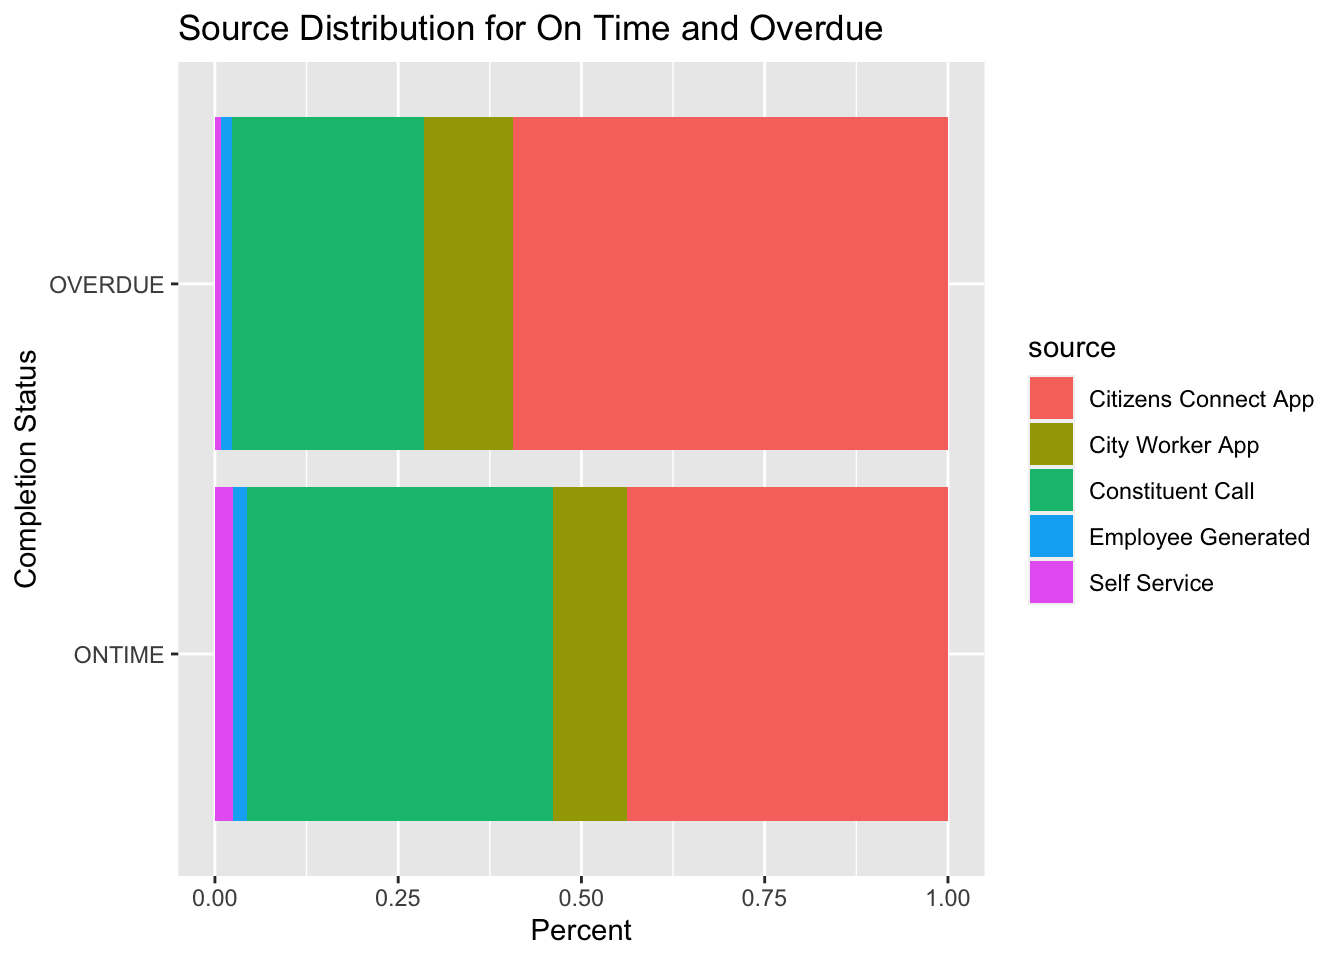 Source Distribution for On Time and Overdue
OVERDUE
ONTIME
Completion Status
0.00 0.25 0.50 0.75 1.00
Percent
source
Citizens Connect App
City Worker App
Constituent Call
Employee Generated
Self Service